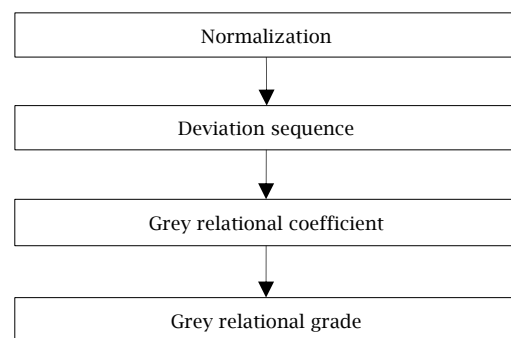 Normalization
Deviation sequence
Grey relational coefficient
Grey relational grade